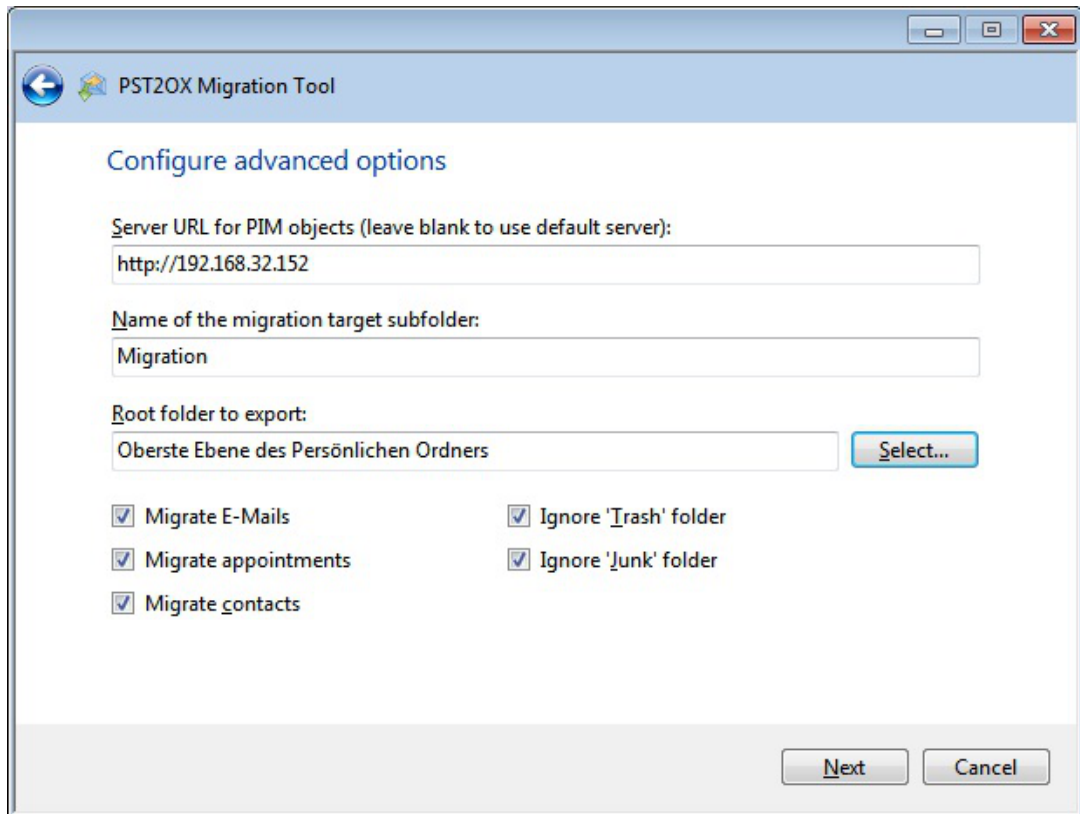 PST2OX Migration Tool
Configure advanced options
Server URL for PIM objects (leave blank to use default server):
http://192.168.32.152
Name of the migration target subfolder:
Migration
Root folder to export:
Oberste Ebene des Persönlichen Ordners
Select...
Migrate E-Mails
Ignore 'Trash' folder
Migrate appointments
Ignore 'Junk' folder
Migrate contacts
Next
Cancel